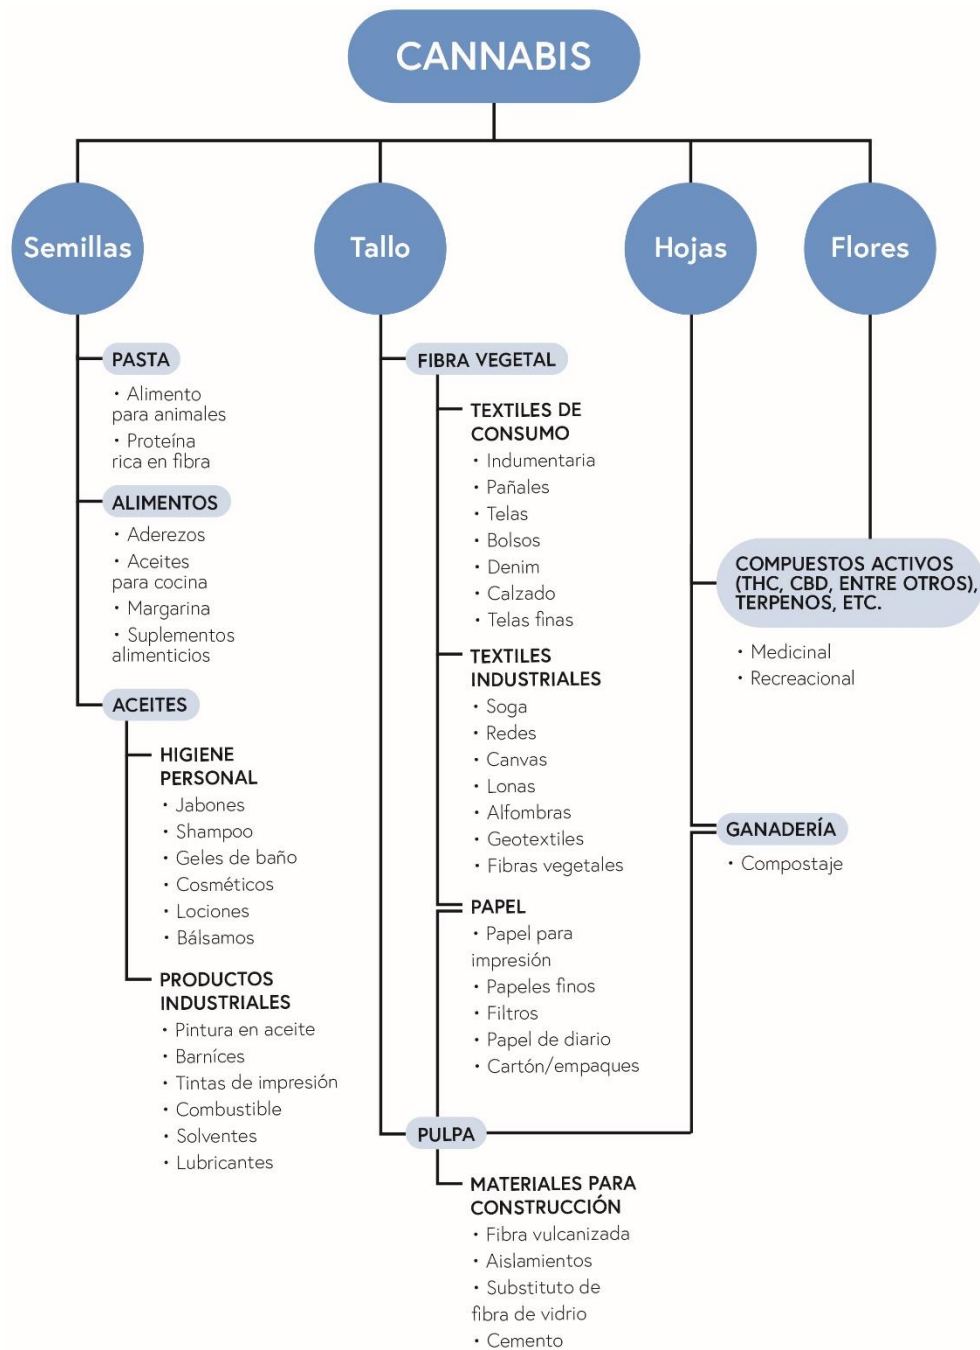 CANNABIS
Semillas
Tallo
Hojas
Flores
PASTA
• Alimento
para animales
• Proteína
rica en fibra
ALIMENTOS
• Aderezos
• Aceites
para cocina
• Margarina
• Suplementos
alimenticios
ACEITES
HIGIENE
PERSONAL
• Jabones
• Shampoo
• Geles de baño
• Cosméticos
• Lociones
• Bálsamos
PRODUCTOS
INDUSTRIALES
• Pintura en aceite
• Barníces
• Tintas de impresión
• Combustible
• Solventes
• Lubricantes
FIBRA VEGETAL
TEXTILES DE
CONSUMO
• Indumentaria
• Pañales
• Telas
• Bolsos
• Denim
• Calzado
• Telas finas
TEXTILES
INDUSTRIALES
• Soga
• Redes
• Canvas
• Lonas
• Alfombras
• Geotextiles
• Fibras vegetales
PAPEL
• Papel para
impresión
• Papeles finos
• Filtros
• Papel de diario
• Cartón/empaques
PULPA
MATERIALES PARA
CONSTRUCCIÓN
• Fibra vulcanizada
• Aislamientos
• Substituto de
fibra de vidrio
• Cemento
COMPUESTOS ACTIVOS
(THC, CBD, ENTRE OTROS),
TERPENOS, ETC.
• Medicinal
• Recreacional
GANADERÍA
• Compostaje